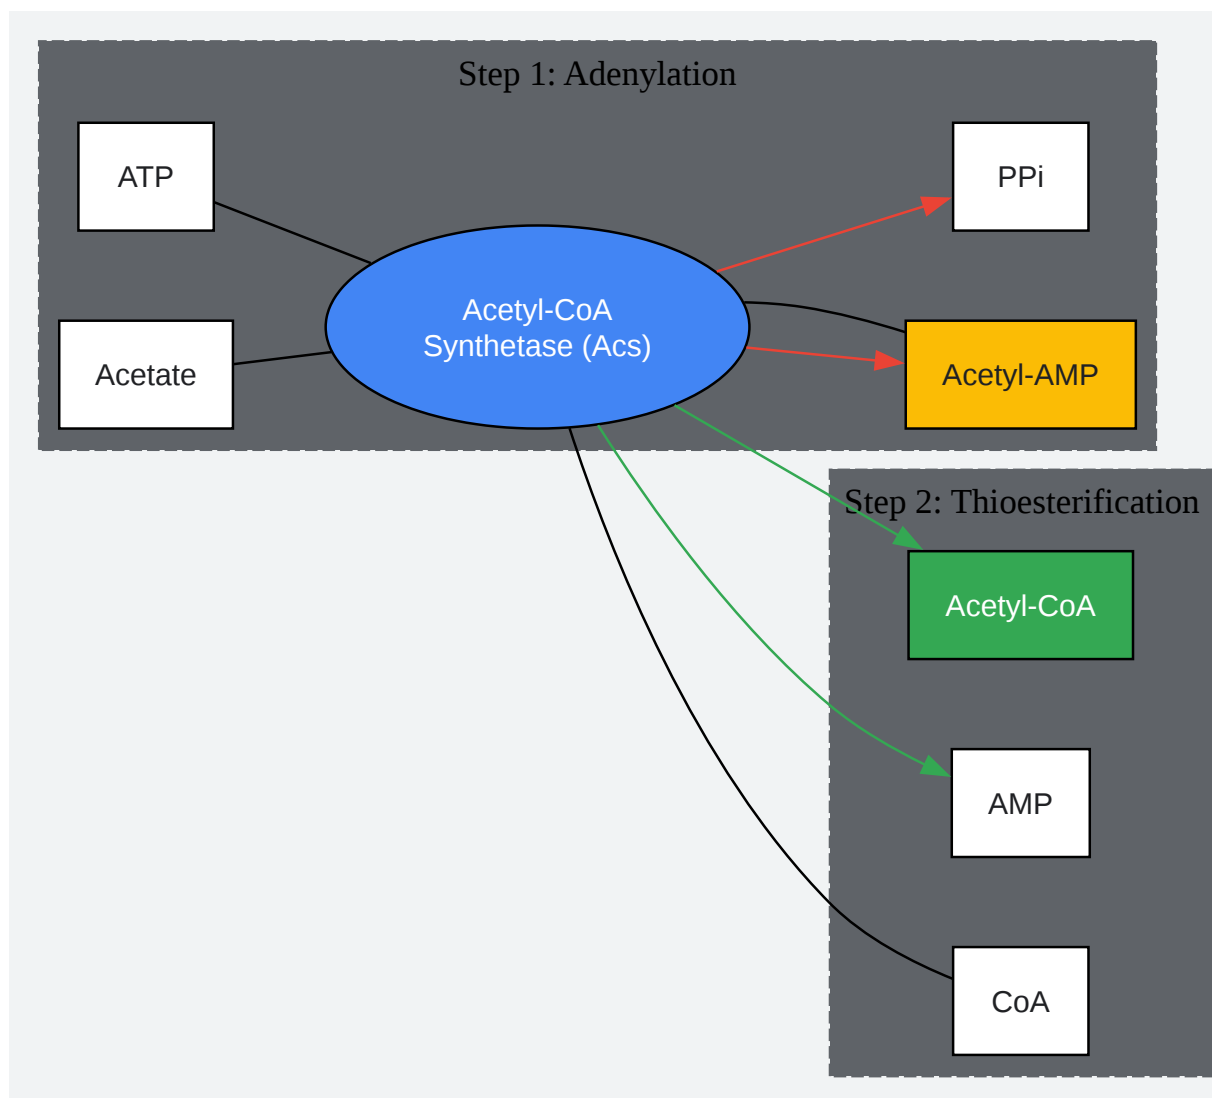 Step 1: Adenylation
ATP
PPi
Acetyl-CoA
Synthetase (Acs)
Acetate
Acetyl-AMP
Step 2: Thioesterification
Acetyl-CoA
AMP
CoA